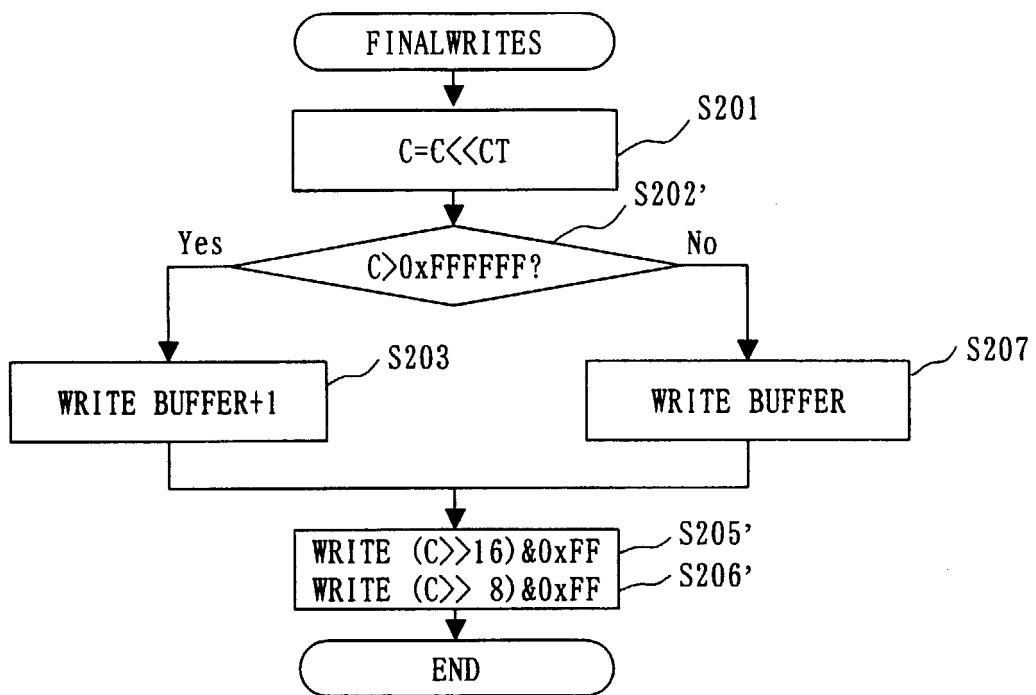 FINALWRITES
S201
C=C<<CT
S202'
Yes
No
C>0xFFFFFF?
S203
S207
WRITE BUFFER+1
WRITE BUFFER
WRITE (C>>16)&0xFF
S205'
WRITE (C>> 8)&0xFF
S206'
END